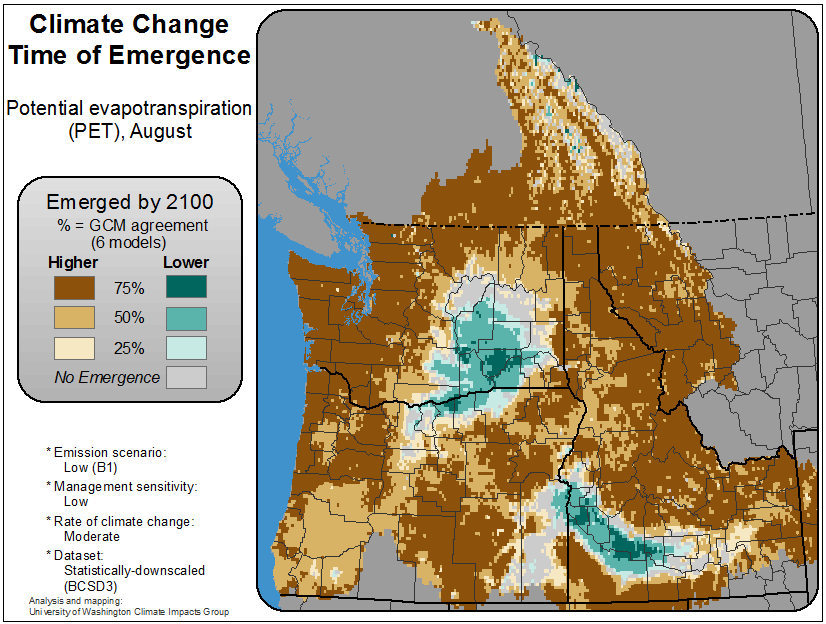 Climate Change
Time of Emergence
Potential evapotranspiration
(PET), August
Emerged by 2100
% = GCM agreement
(6 models)
Higher Lower
75%
50%
25%
No Emergence
* Emission scenario:
Low (B1)
* Management sensitivity:
Low
* Rate of climate change:
Moderate
* Dataset:
Statistically-downscaled
(BCSD3)
Analysis and mapping:
University of Washington Climate Impacts Group